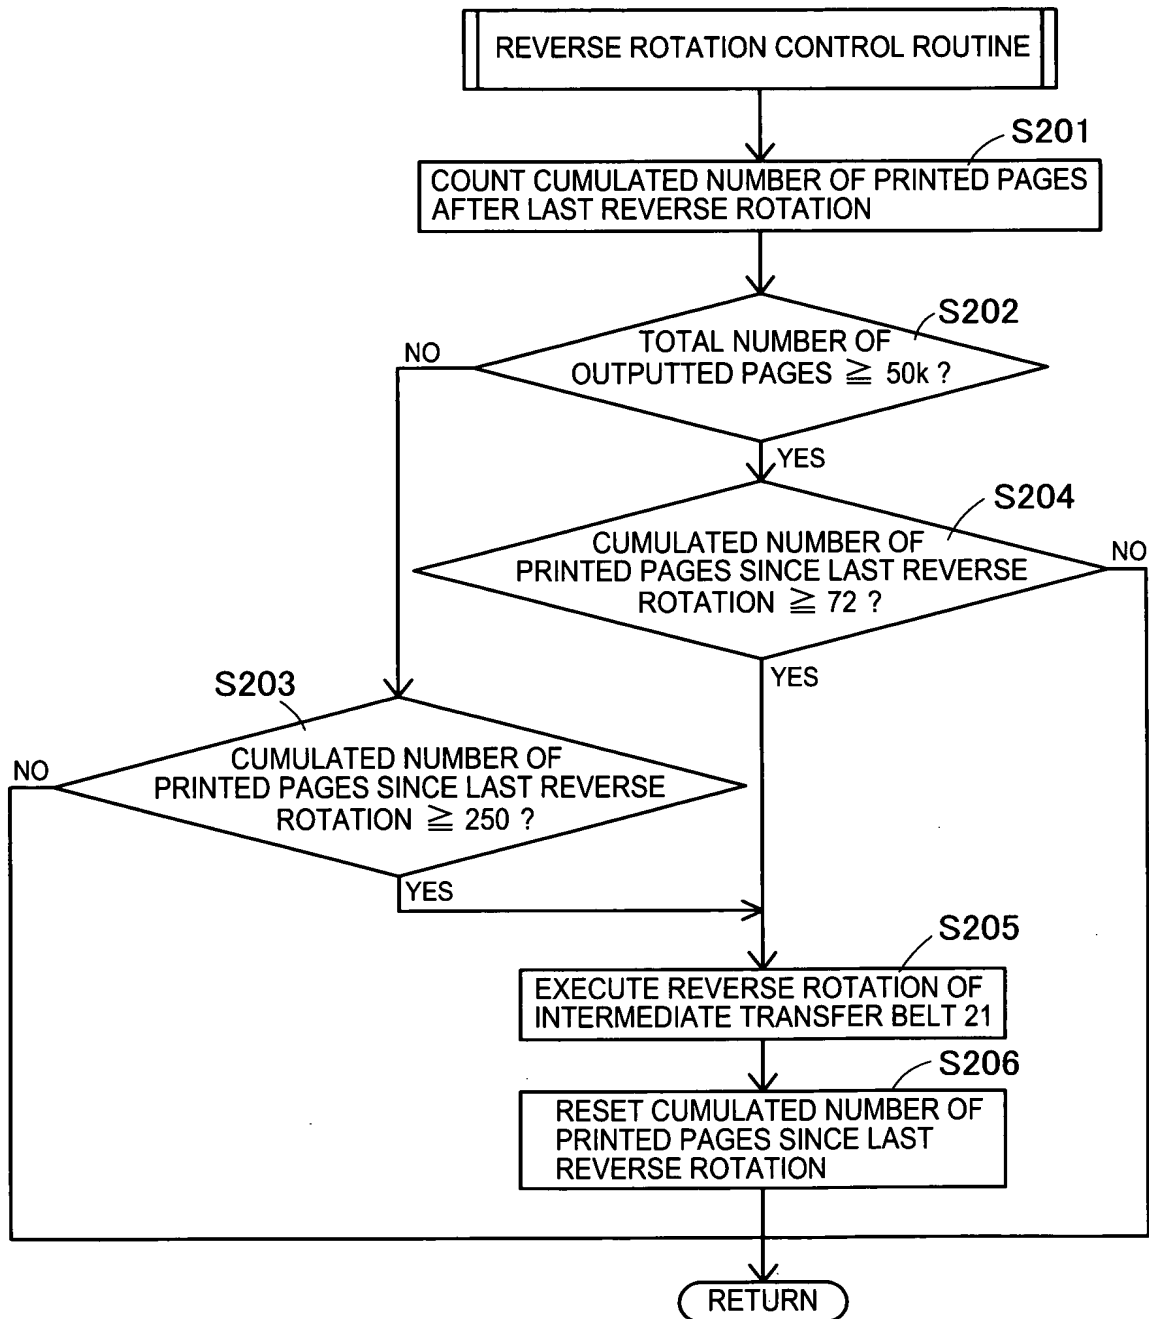 REVERSE ROTATION CONTROL ROUTINE
S201
COUNT CUMULATED NUMBER OF PRINTED PAGES
AFTER LAST REVERSE ROTATION
S202
TOTAL NUMBER OF
OUTPUTTED PAGES ≧ 50k ?
NO
YES
S204
CUMULATED NUMBER OF
PRINTED PAGES SINCE LAST REVERSE
ROTATION ≧ 72 ?
NO
YES
S203
CUMULATED NUMBER OF
PRINTED PAGES SINCE LAST REVERSE
ROTATION ≧ 250 ?
NO
YES
S205
EXECUTE REVERSE ROTATION OF
INTERMEDIATE TRANSFER BELT 21
S206
RESET CUMULATED NUMBER OF
PRINTED PAGES SINCE LAST
REVERSE ROTATION
RETURN